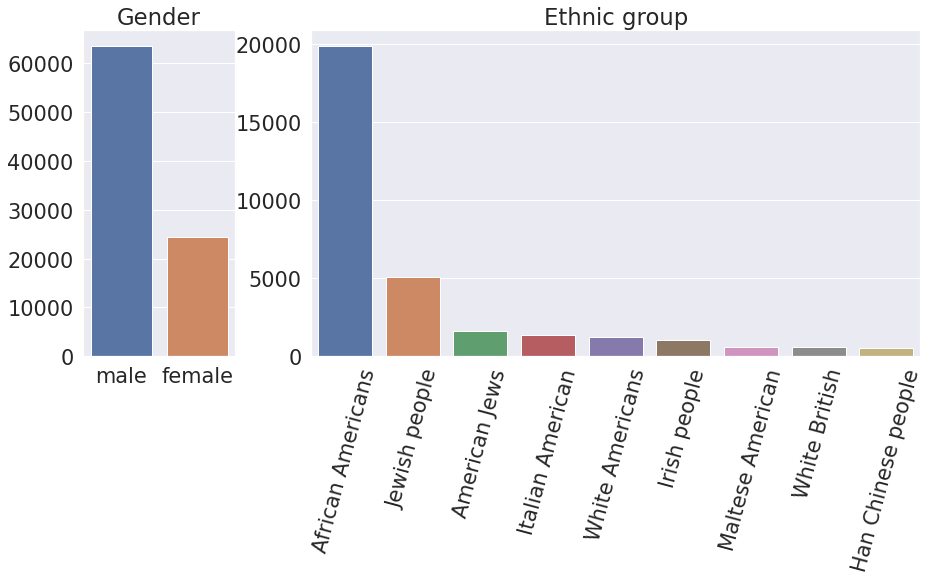 Gender
60000
50000
40000
30000
20000
10000
0
male female
Ethnic group
20000
15000
10000
5000
0
African Americans
Jewish people
American Jews
Italian American
White Americans
Irish people
Maltese American
White British
Han Chinese people